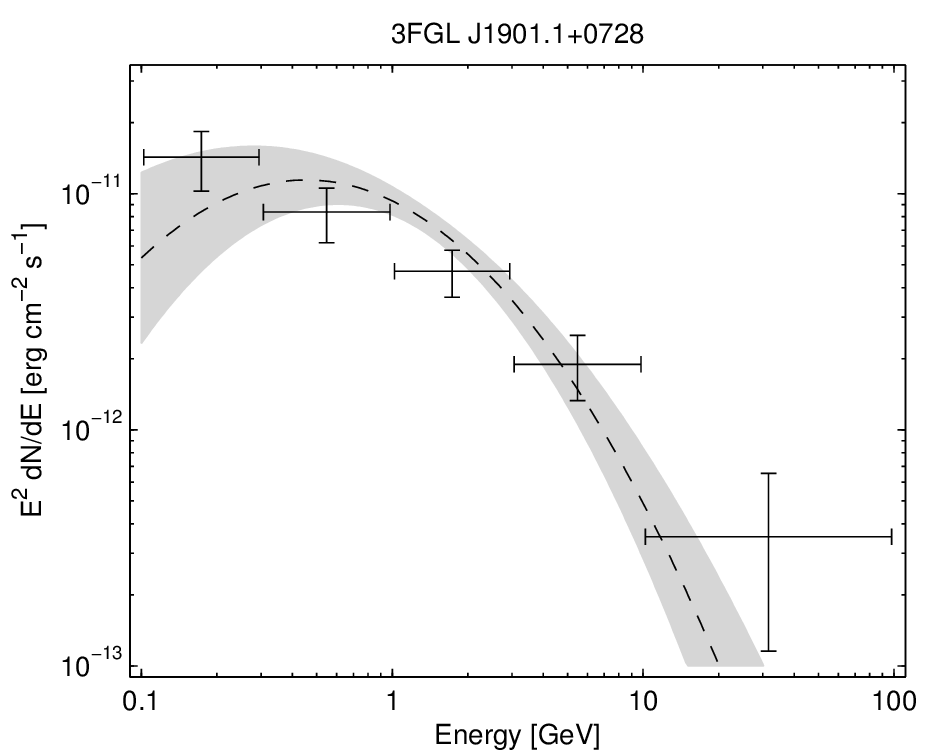 3FGL J1901.1+0728
E² dN/dE [erg cm⁻² s⁻¹]
10⁻¹¹
10⁻¹²
10⁻¹³
0.1 1 10 100
Energy [GeV]